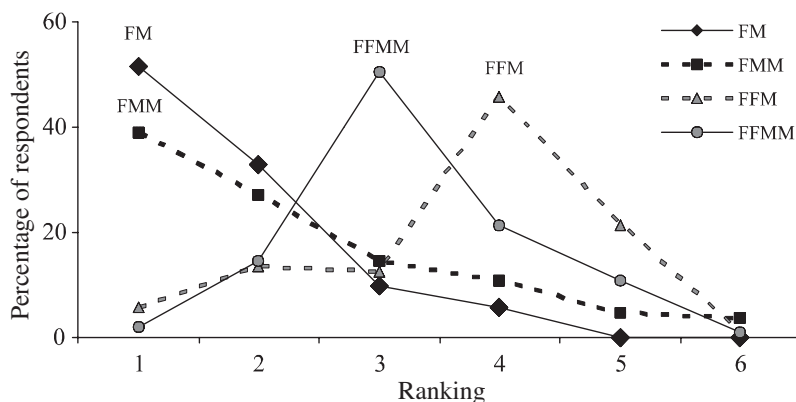 60
40
20
0
Percentage of respondents
FM
FMM
FFMM
FFM
FM
FMM
FFM
FFMM
1 2 3 4 5 6
Ranking